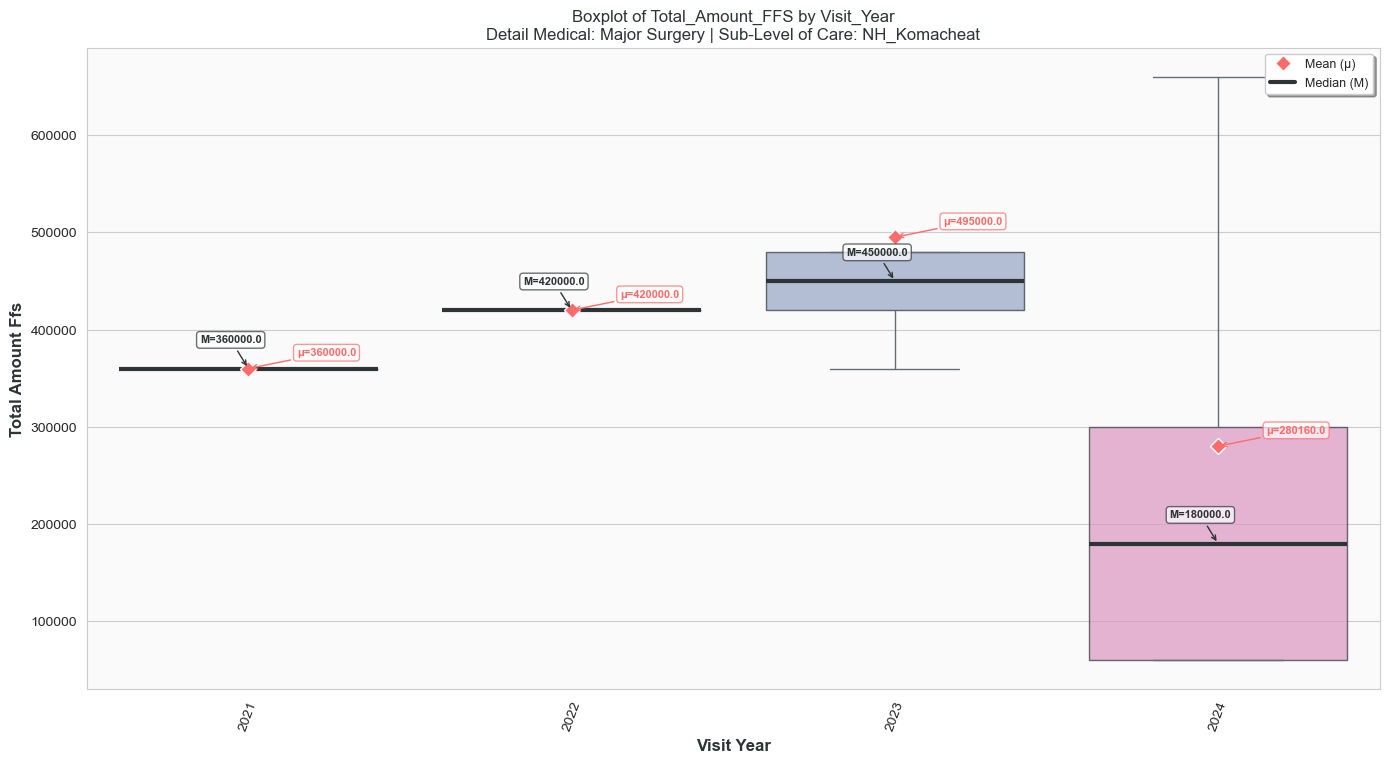 Boxplot of Total_Amount_FFS by Visit_Year
Detail Medical: Major Surgery | Sub-Level of Care: NH_Komacheat
Mean (μ)
Median (M)
Total Amount Ffs
600000
500000
400000
300000
200000
100000
M=360000.0
μ=360000.0
M=420000.0
μ=420000.0
μ=495000.0
M=450000.0
μ=280160.0
M=180000.0
2021
2022
2023
2024
Visit Year